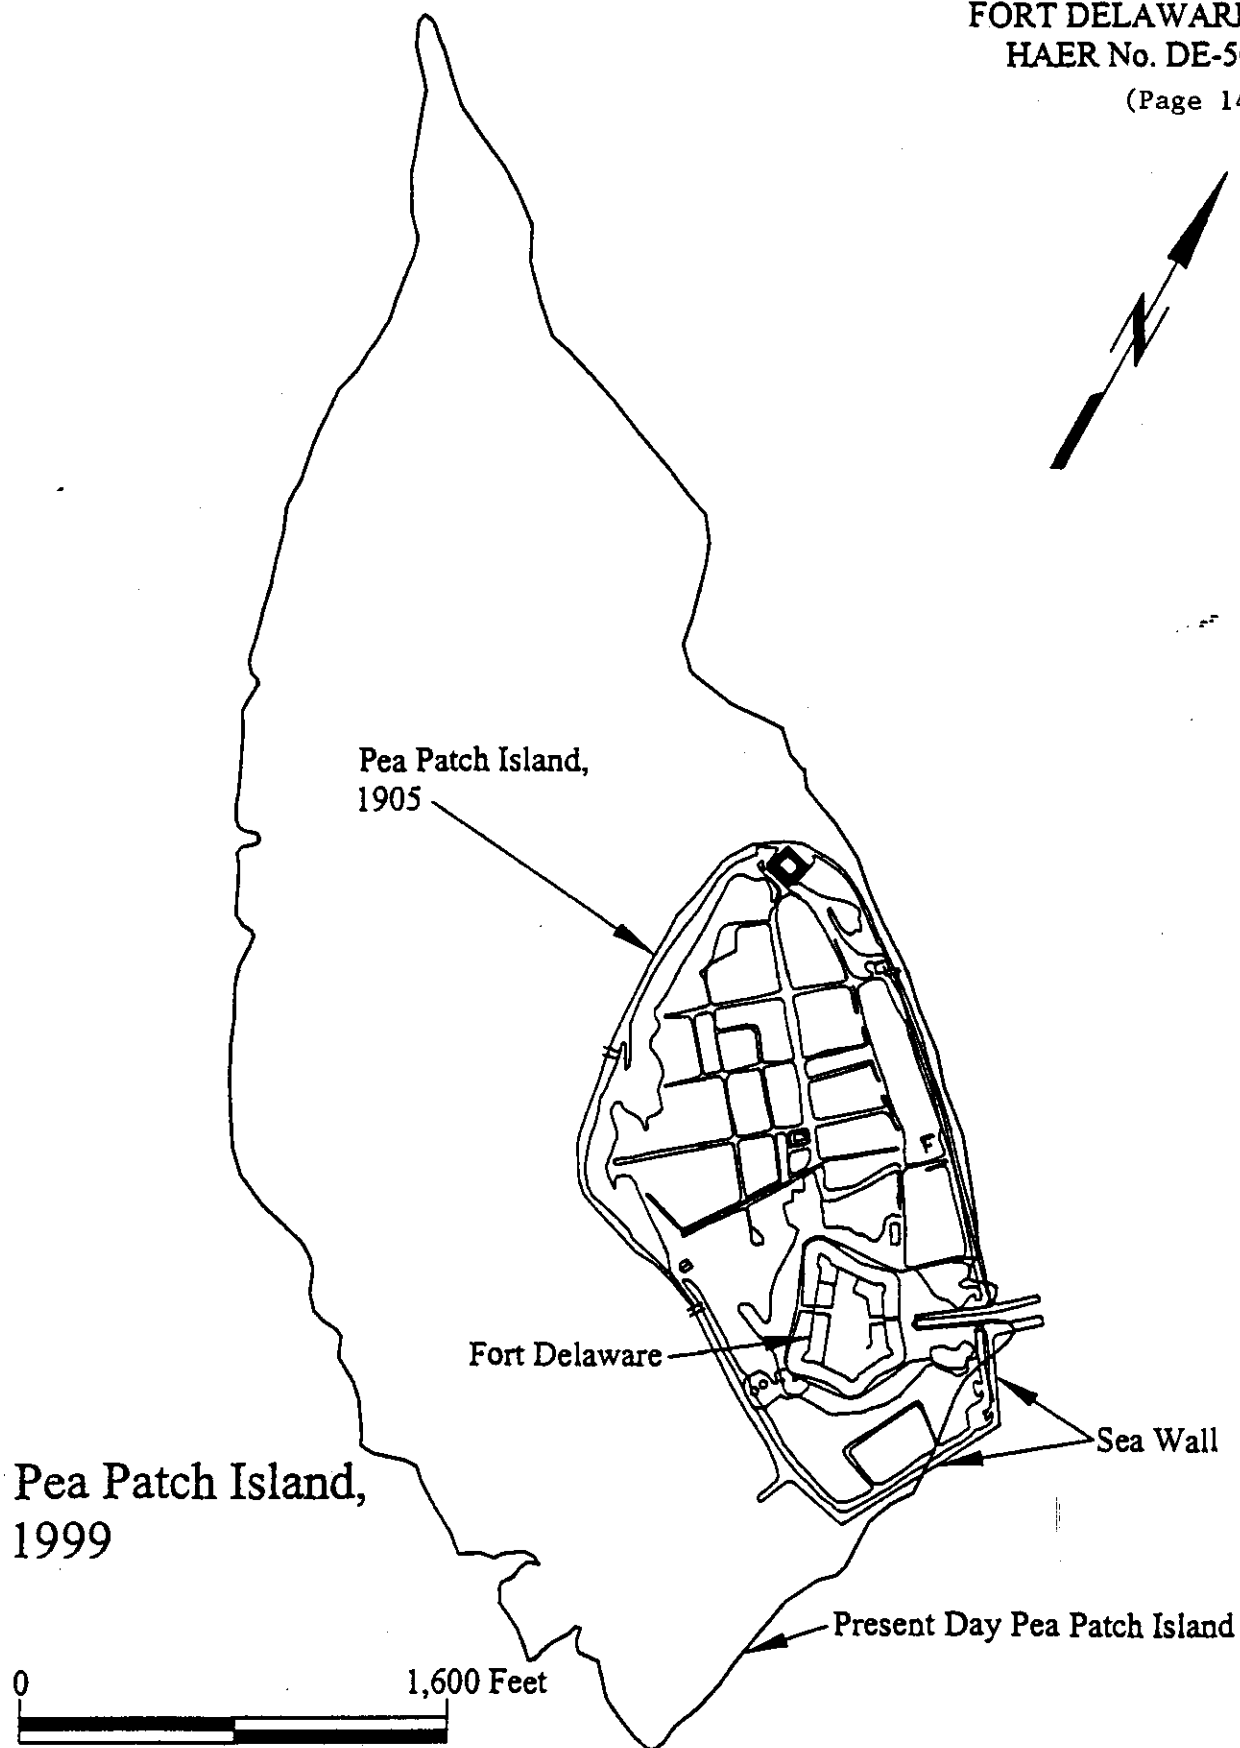 FORT DELAWARE
HAER No. DE-5
(Page 14
N
Pea Patch Island,
1905
F
Fort Delaware
Sea Wall
Pea Patch Island,
1999
Present Day Pea Patch Island
0 1,600 Feet